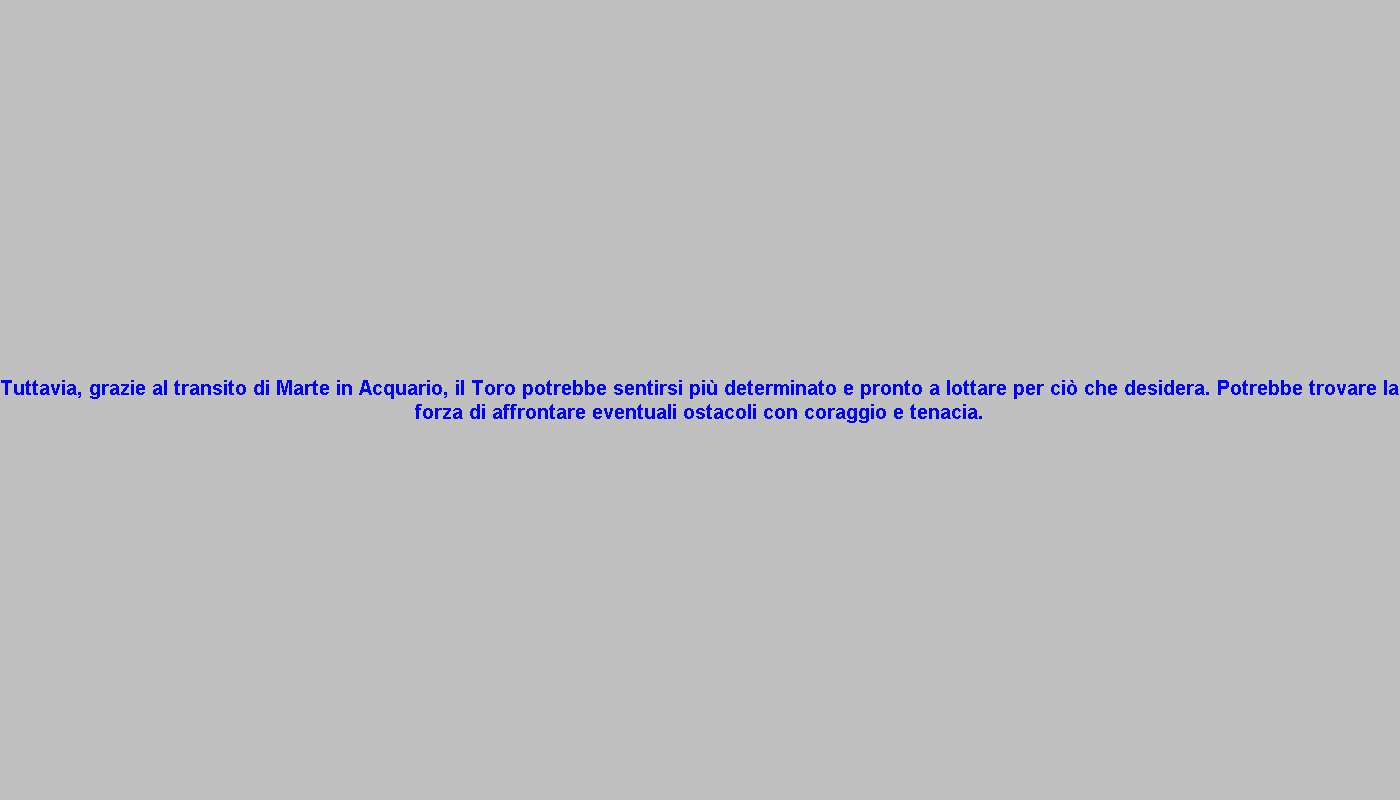 Tuttavia, grazie al transito di Marte in Acquario, il Toro potrebbe sentirsi più determinato e pronto a lottare per ciò che desidera. Potrebbe trovare la
forza di affrontare eventuali ostacoli con coraggio e tenacia.